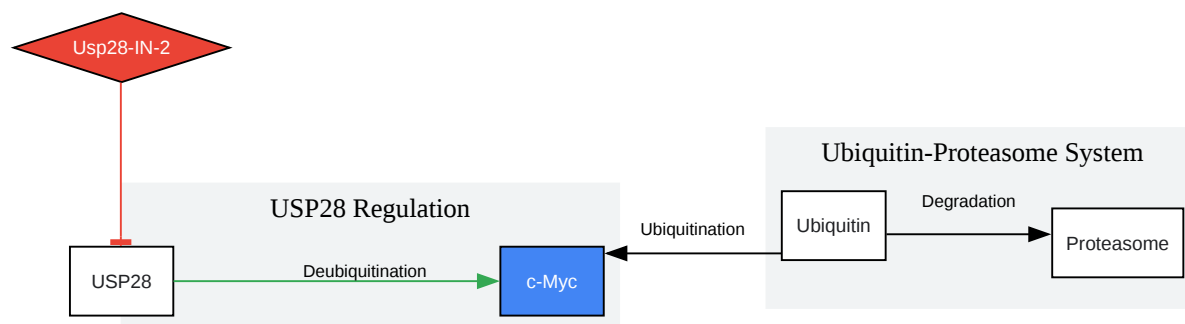 Usp28-IN-2
Ubiquitin-Proteasome System
USP28 Regulation
Ubiquitination
Ubiquitin
Degradation
Proteasome
USP28
Deubiquitination
c-Myc